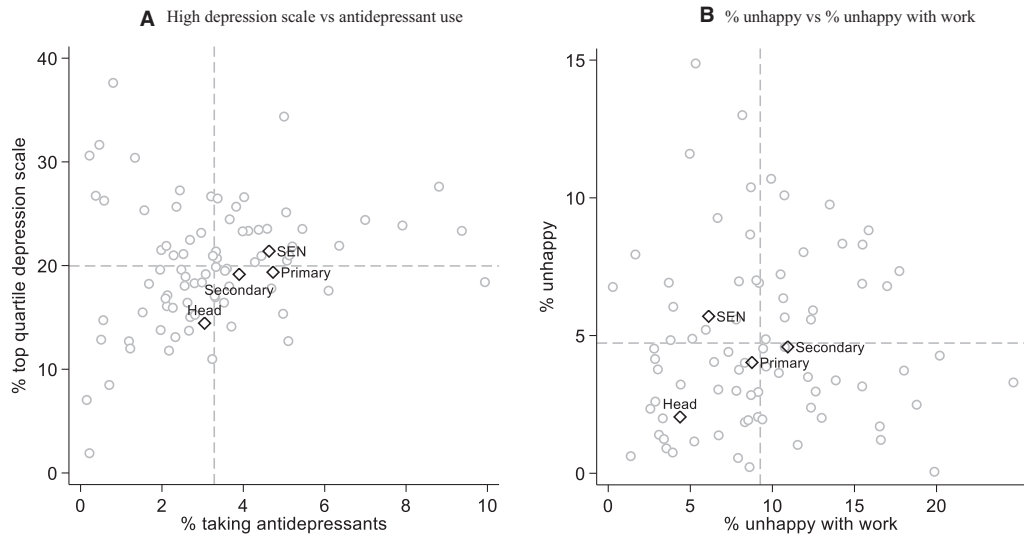 A High depression scale vs antidepressant use
40
30
20
10
0
% top quartile depression scale
SEN
Primary
Secondary
Head
0 2 4 6 8 10
% taking antidepressants
B % unhappy vs % unhappy with work
15
10
5
0
% unhappy
SEN
Secondary
Primary
Head
0 5 10 15 20
% unhappy with work